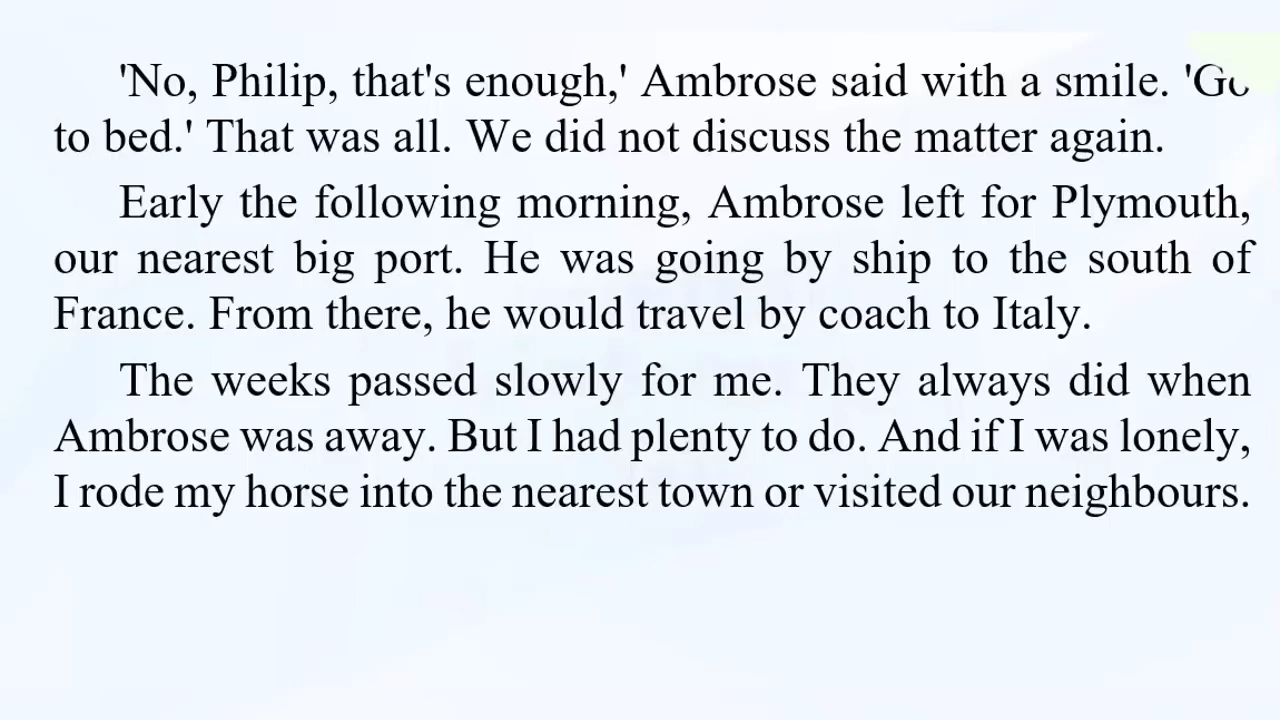 'No, Philip, that's enough,' Ambrose said with a smile. 'Go
to bed.' That was all. We did not discuss the matter again.
Early the following morning, Ambrose left for Plymouth,
our nearest big port. He was going by ship to the south of
France. From there, he would travel by coach to Italy.
The weeks passed slowly for me. They always did when
Ambrose was away. But I had plenty to do. And if I was lonely,
I rode my horse into the nearest town or visited our neighbours.